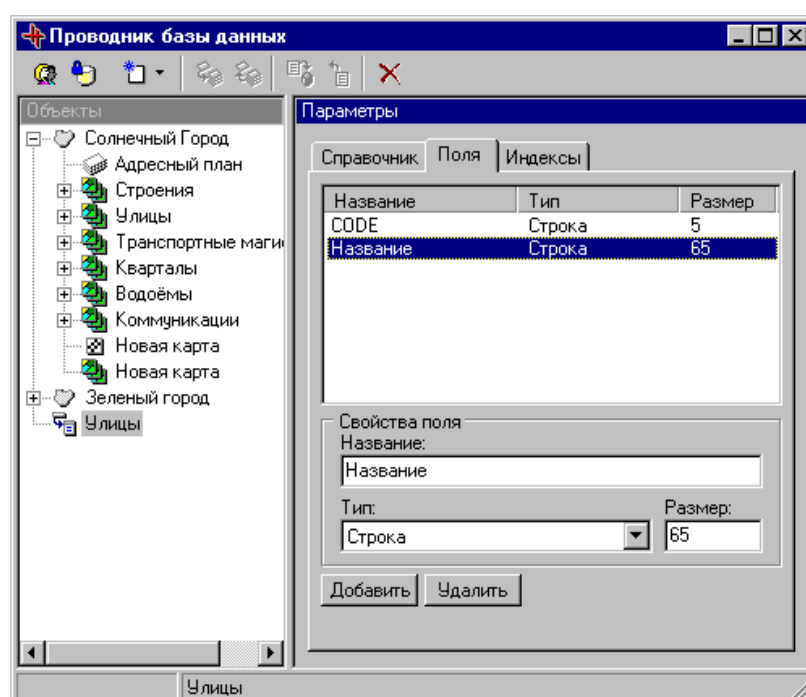 Проводник базы данных
Объекты
Солнечный Город
Адресный план
Строения
Улицы
Транспортные маги
Кварталы
Водоёмы
Коммуникации
Новая карта
Новая карта
Зеленый город
Улицы
Параметры
Справочник Поля Индексы
Название Тип Размер
CODE Строка 5
Название Строка 65
Свойства поля
Название:
Название
Тип: Размер:
Строка 65
Добавить Удалить
Улицы